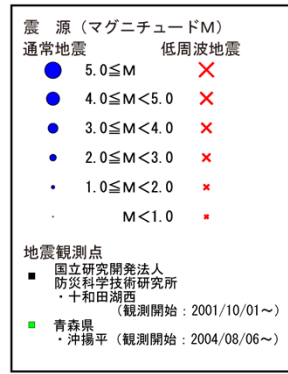 震　源（マグニチュードM）
通常地震　低周波地震
5.0≦M
4.0≦M＜5.0
3.0≦M＜4.0
2.0≦M＜3.0
1.0≦M＜2.0
M＜1.0
地震観測点
国立研究開発法人
防災科学技術研究所
・十和田湖西
（観測開始：2001/10/01～）
青森県
・沖揚平（観測開始：2004/08/06～）